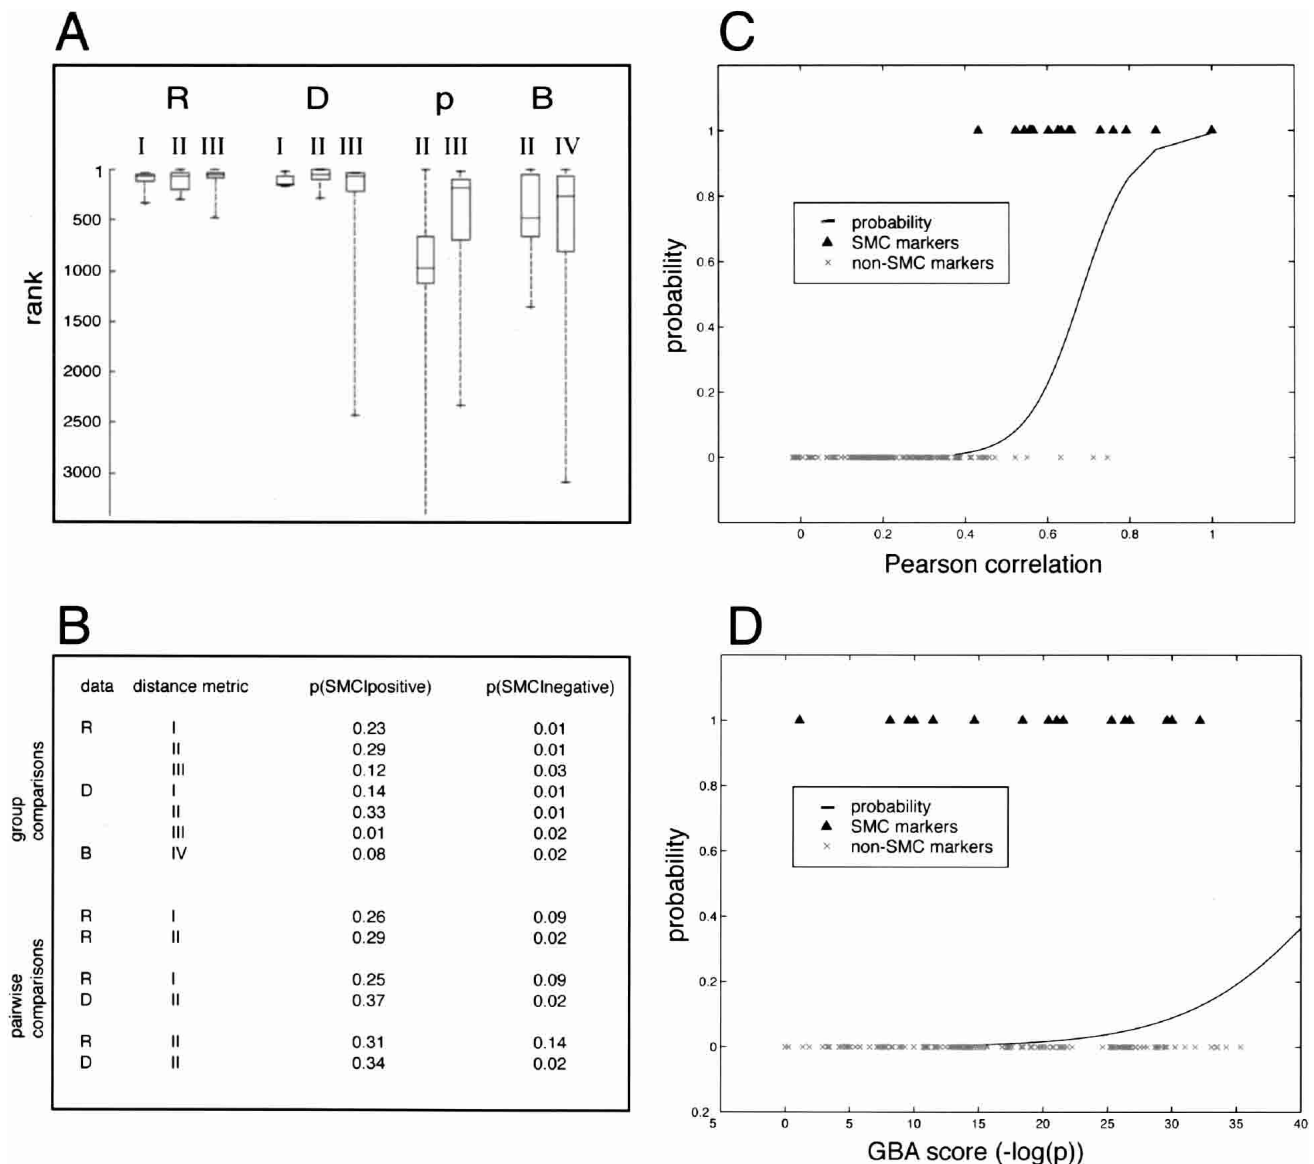 A
R D p B
I II III I II III II III II IV
1
500
1000
1500
2000
2500
3000
rank
B
data distance metric p(SMCIpositive) p(SMCInegative)
group comparisons
R I 0.23 0.01
II 0.29 0.01
III 0.12 0.03
D I 0.14 0.01
II 0.33 0.01
III 0.01 0.02
B IV 0.08 0.02
pairwise comparisons
R I 0.26 0.09
R II 0.29 0.02
R I 0.25 0.09
D II 0.37 0.02
R II 0.31 0.14
D II 0.34 0.02
C
1
0.8
0.6
0.4
0.2
0
probability
probability
SMC markers
non-SMC markers
0 0.2 0.4 0.6 0.8 1
Pearson correlation
D
1
0.8
0.6
0.4
0.2
0
0.2
probability
probability
SMC markers
non-SMC markers
5 0 5 10 15 20 25 30 35 40
GBA score (-log(p))